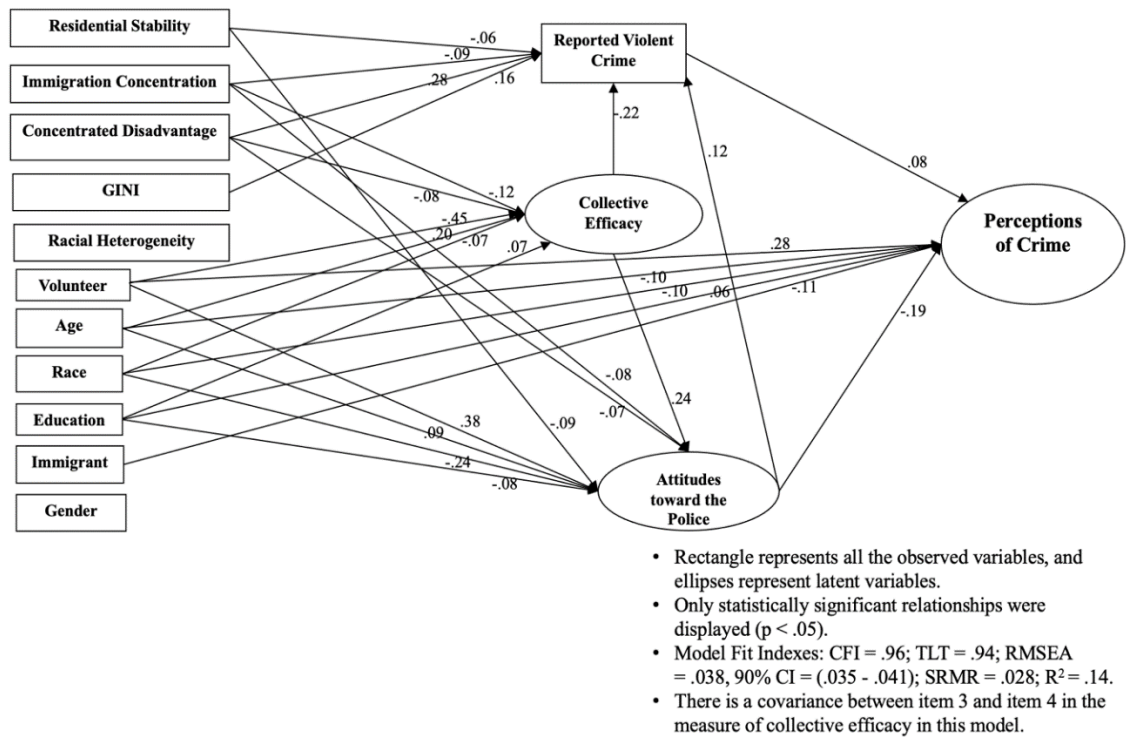 Residential Stability
Immigration Concentration
Concentrated Disadvantage
GINI
Racial Heterogeneity
Volunteer
Age
Race
Education
Immigrant
Gender
Reported Violent
Crime
Collective
Efficacy
Attitudes
toward the
Police
Perceptions
of Crime
-.06
-.09
.28
.16
-.22
.12
.08
-.12
-.08
-.45
.20
-.07
.07
.28
-.10
-.10
.06
-.11
-.19
-.08
-.07
.24
-.09
.38
.09
-.24
-.08
• Rectangle represents all the observed variables, and
ellipses represent latent variables.
• Only statistically significant relationships were
displayed (p < .05).
• Model Fit Indexes: CFI = .96; TLT = .94; RMSEA
= .038, 90% CI = (.035 - .041); SRMR = .028; R² = .14.
• There is a covariance between item 3 and item 4 in the
measure of collective efficacy in this model.